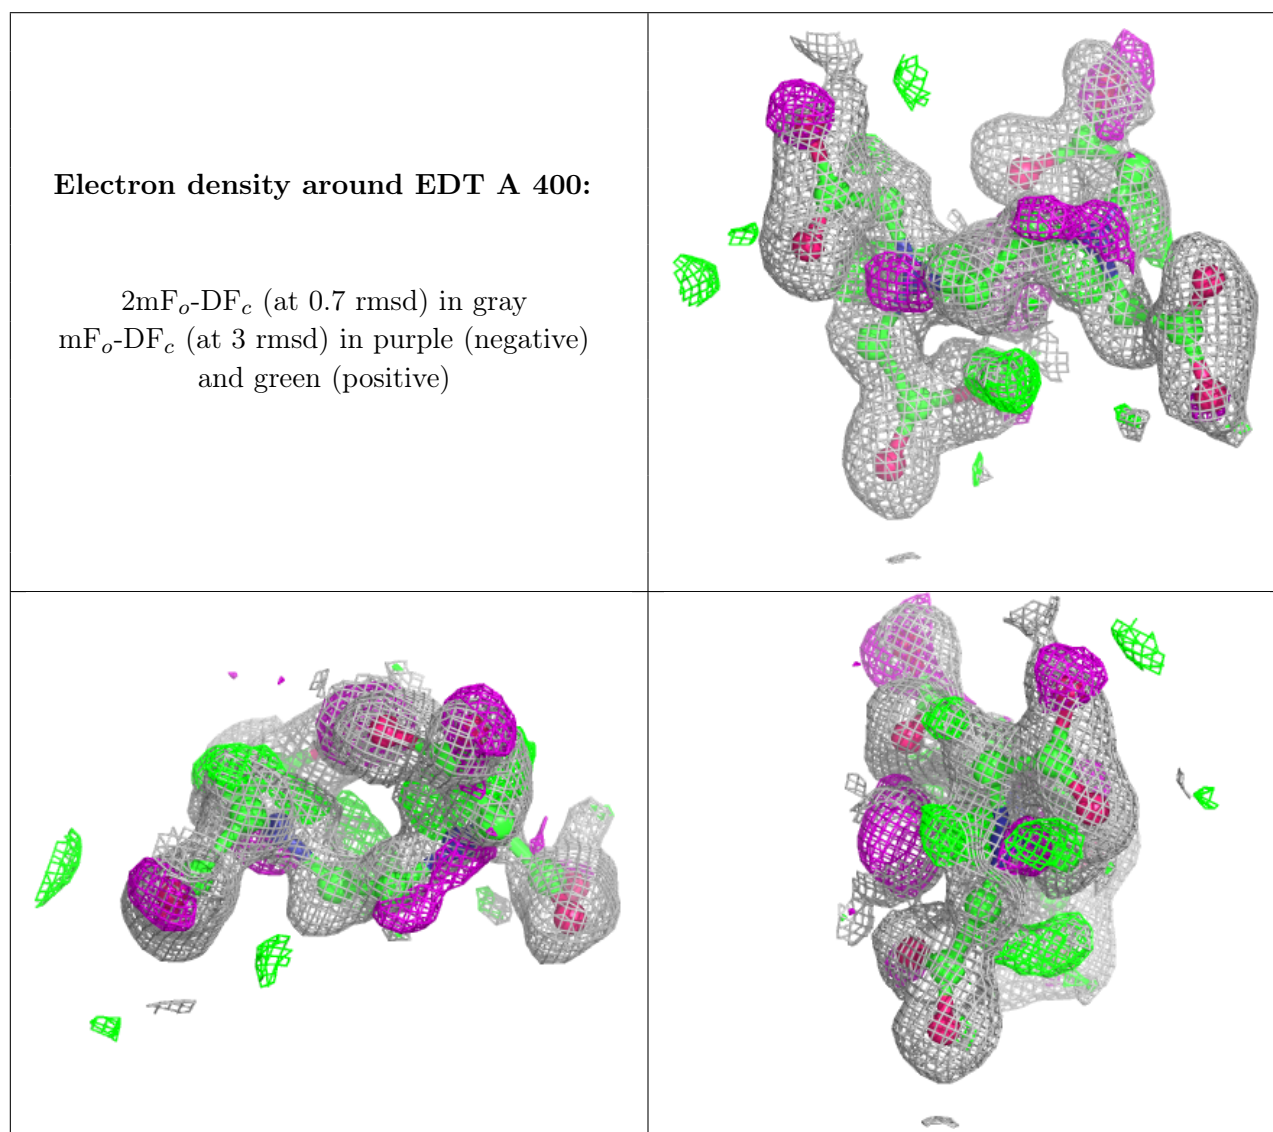 Electron density around EDT A 400:
2mFₒ-DF𝒸 (at 0.7 rmsd) in gray
mFₒ-DF𝒸 (at 3 rmsd) in purple (negative)
and green (positive)